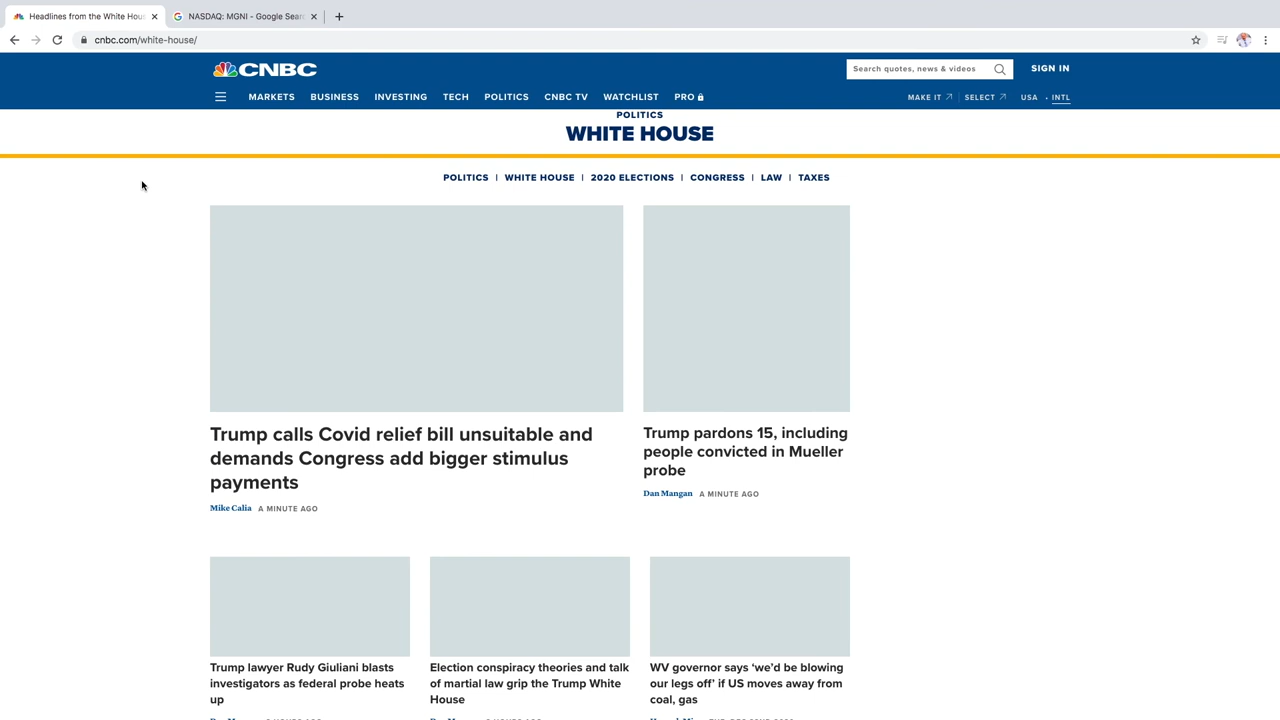 Headlines from the White Hou
NASDAQ: MGNI - Google Sear
cnbc.com/white-house/
CNBC
Search quotes, news & videos
SIGN IN
MARKETS BUSINESS INVESTING TECH POLITICS CNBC TV WATCHLIST PRO
MAKE IT SELECT USA • INTL
POLITICS
WHITE HOUSE
POLITICS | WHITE HOUSE | 2020 ELECTIONS | CONGRESS | LAW | TAXES
Trump calls Covid relief bill unsuitable and
demands Congress add bigger stimulus
payments
Mike Calia A MINUTE AGO
Trump pardons 15, including
people convicted in Mueller
probe
Dan Mangan A MINUTE AGO
Trump lawyer Rudy Giuliani blasts
investigators as federal probe heats
up
Election conspiracy theories and talk
of martial law grip the Trump White
House
WV governor says ‘we’d be blowing
our legs off’ if US moves away from
coal, gas